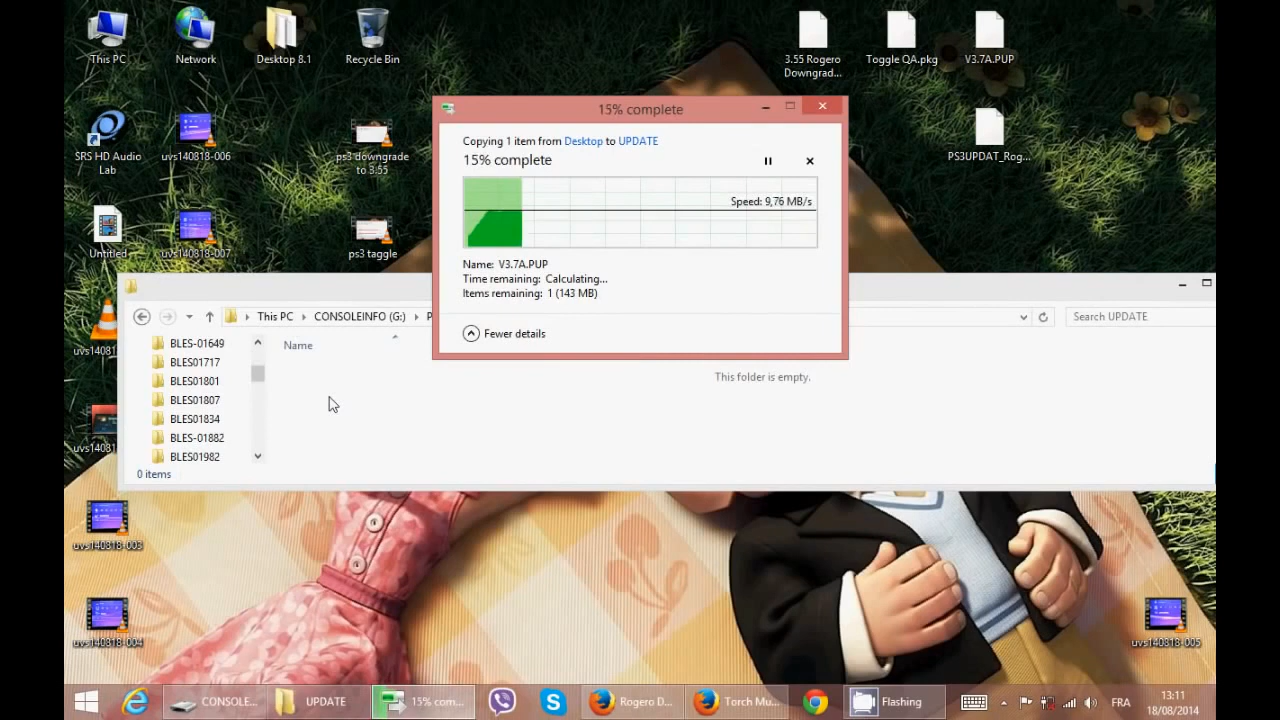 This PC
Network
Desktop 8.1
Recycle Bin
3.55 Rogero
Downgrad...
Toggle QA.pkg
V3.7A.PUP
SRS HD Audio
Lab
uvs140818-006
ps3 downgrade
to 3.55
PS3UPDAT_Rog...
Untitled
uvs140818-007
ps3 taggle
15% complete
Copying 1 item from Desktop to UPDATE
15% complete
Speed: 9,76 MB/s
Name: V3.7A.PUP
Time remaining: Calculating...
Items remaining: 1 (143 MB)
Fewer details
This PC
CONSOLEINFO (G:)
P
Search UPDATE
BLES-01649
BLES01717
BLES01801
BLES01807
BLES01834
BLES-01882
BLES01982
Name
This folder is empty.
0 items
uvs14081
uvs14081
uvs140818-003
uvs140818-004
uvs140818-005
CONSOLE...
UPDATE
15% com...
Rogero D...
Torch Mu...
Flashing
FRA
13:11
18/08/2014